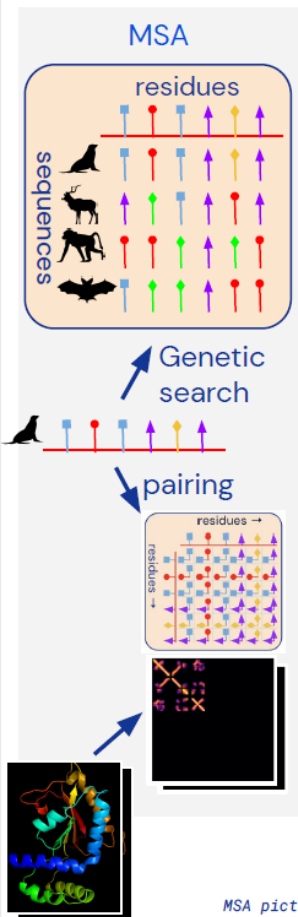 MSA
residues
sequences
Genetic
search
pairing
residues →
residues →
MSA pict